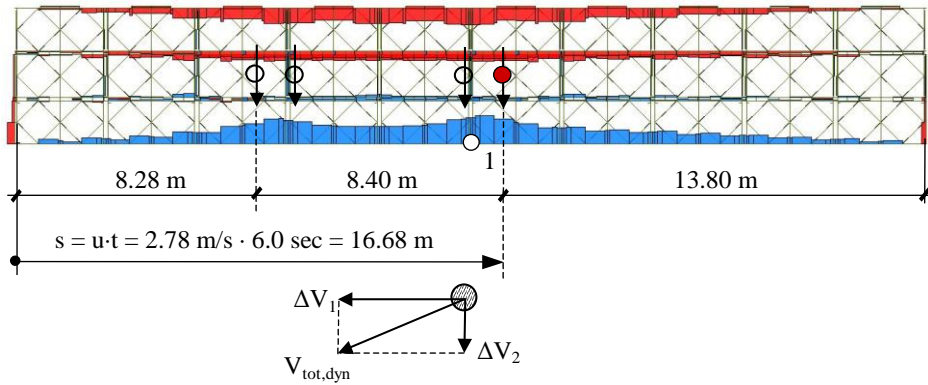 1
8.28 m 8.40 m 13.80 m
s = u·t = 2.78 m/s · 6.0 sec = 16.68 m
ΔV₁
ΔV₂
Vₜₒₜ,dyn